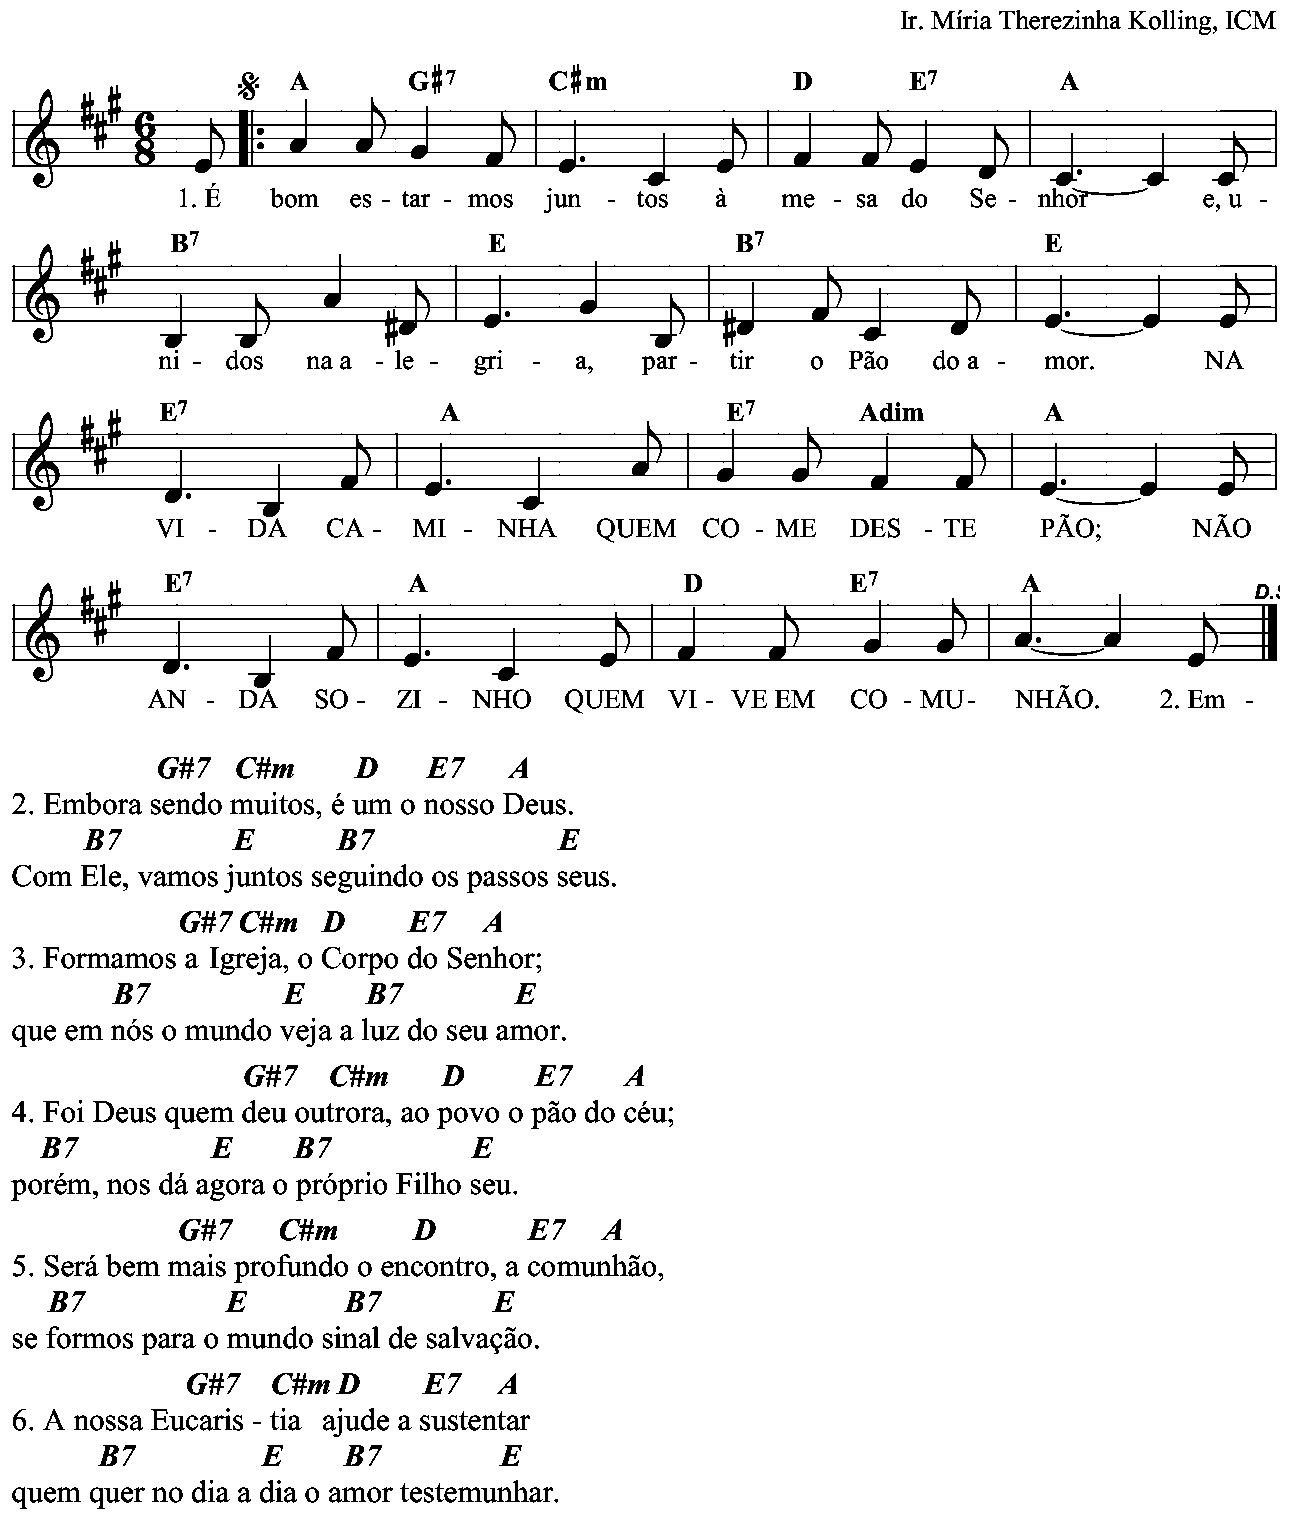 Ir. Míria Therezinha Kolling, ICM
A G#7 C#m D E7 A
6
8
1. É bom es - tar - mos jun - tos à me - sa do Se - nhor e, u -
B7 E B7 E
ni - dos na a - le - gri - a, par - tir o Pão do a - mor. NA
E7 A E7 Adim A
VI - DA CA - MI - NHA QUEM CO - ME DES - TE PÃO; NÃO
E7 A D E7 A D.S
AN - DA SO - ZI - NHO QUEM VI - VE EM CO - MU - NHÃO. 2. Em -
G#7 C#m D E7 A
2. Embora sendo muitos, é um o nosso Deus.
B7 E B7 E
Com Ele, vamos juntos seguindo os passos seus.
G#7 C#m D E7 A
3. Formamos a Igreja, o Corpo do Senhor;
B7 E B7 E
que em nós o mundo veja a luz do seu amor.
G#7 C#m D E7 A
4. Foi Deus quem deu outrora, ao povo o pão do céu;
B7 E B7 E
porém, nos dá agora o próprio Filho seu.
G#7 C#m D E7 A
5. Será bem mais profundo o encontro, a comunhão,
B7 E B7 E
se formos para o mundo sinal de salvação.
G#7 C#m D E7 A
6. A nossa Eucaris - tia ajude a sustentar
B7 E B7 E
quem quer no dia a dia o amor testemunhar.